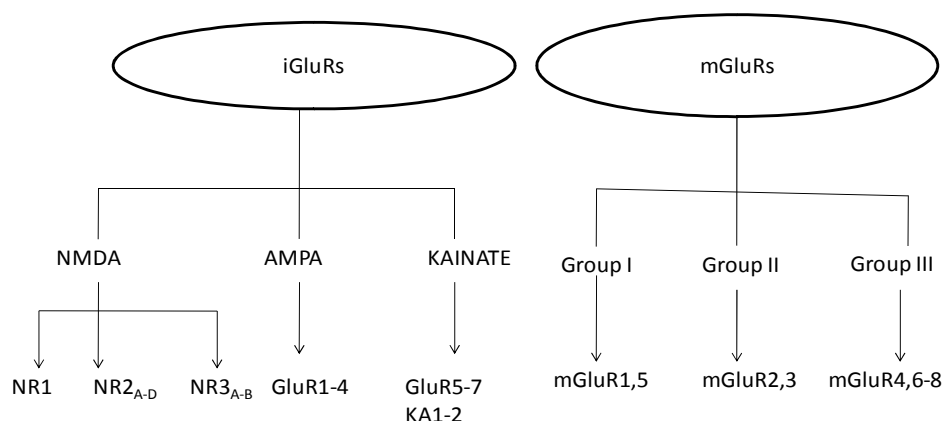 iGluRs
mGluRs
NMDA
AMPA
KAINATE
Group I
Group II
Group III
NR1
NR2A-D
NR3A-B
GluR1-4
GluR5-7
KA1-2
mGluR1,5
mGluR2,3
mGluR4,6-8